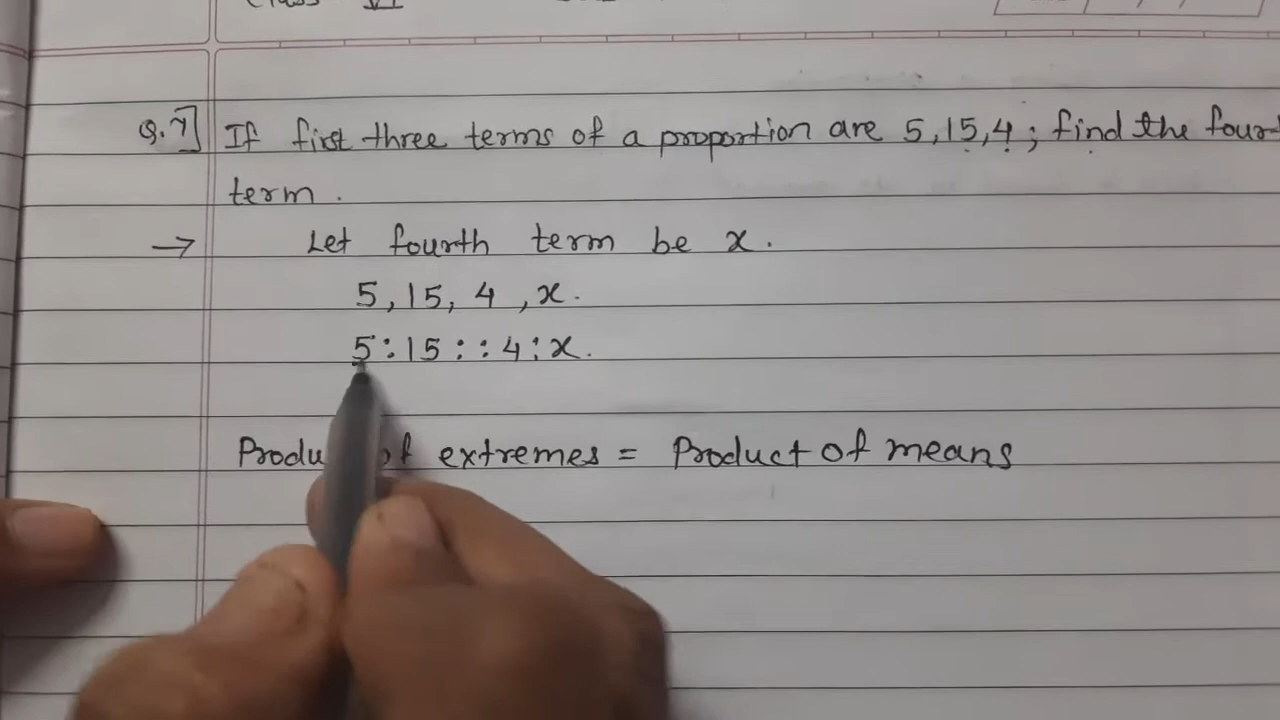 Q.7] If first three terms of a proportion are 5,15,4; find the
term.
→ Let fourth term be x.
5,15, 4 ,x.
5:15::4:x.
of extremes = Product of means